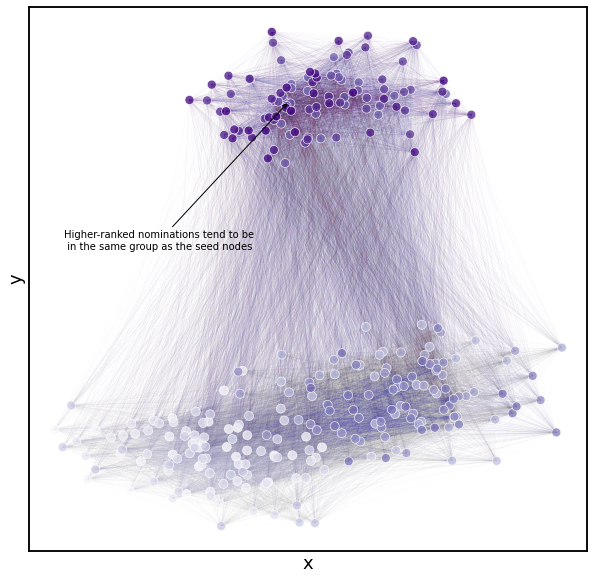 Higher-ranked nominations tend to be
in the same group as the seed nodes
y
x